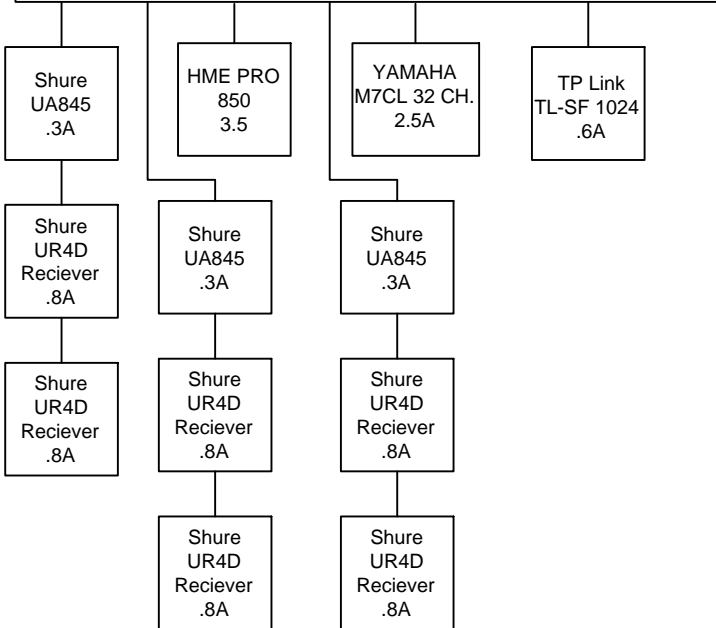 Shure
UA845
.3A
HME PRO
850
3.5
YAMAHA
M7CL 32 CH.
2.5A
TP Link
TL-SF 1024
.6A
Shure
UR4D
Reciever
.8A
Shure
UA845
.3A
Shure
UA845
.3A
Shure
UR4D
Reciever
.8A
Shure
UR4D
Reciever
.8A
Shure
UR4D
Reciever
.8A
Shure
UR4D
Reciever
.8A
Shure
UR4D
Reciever
.8A